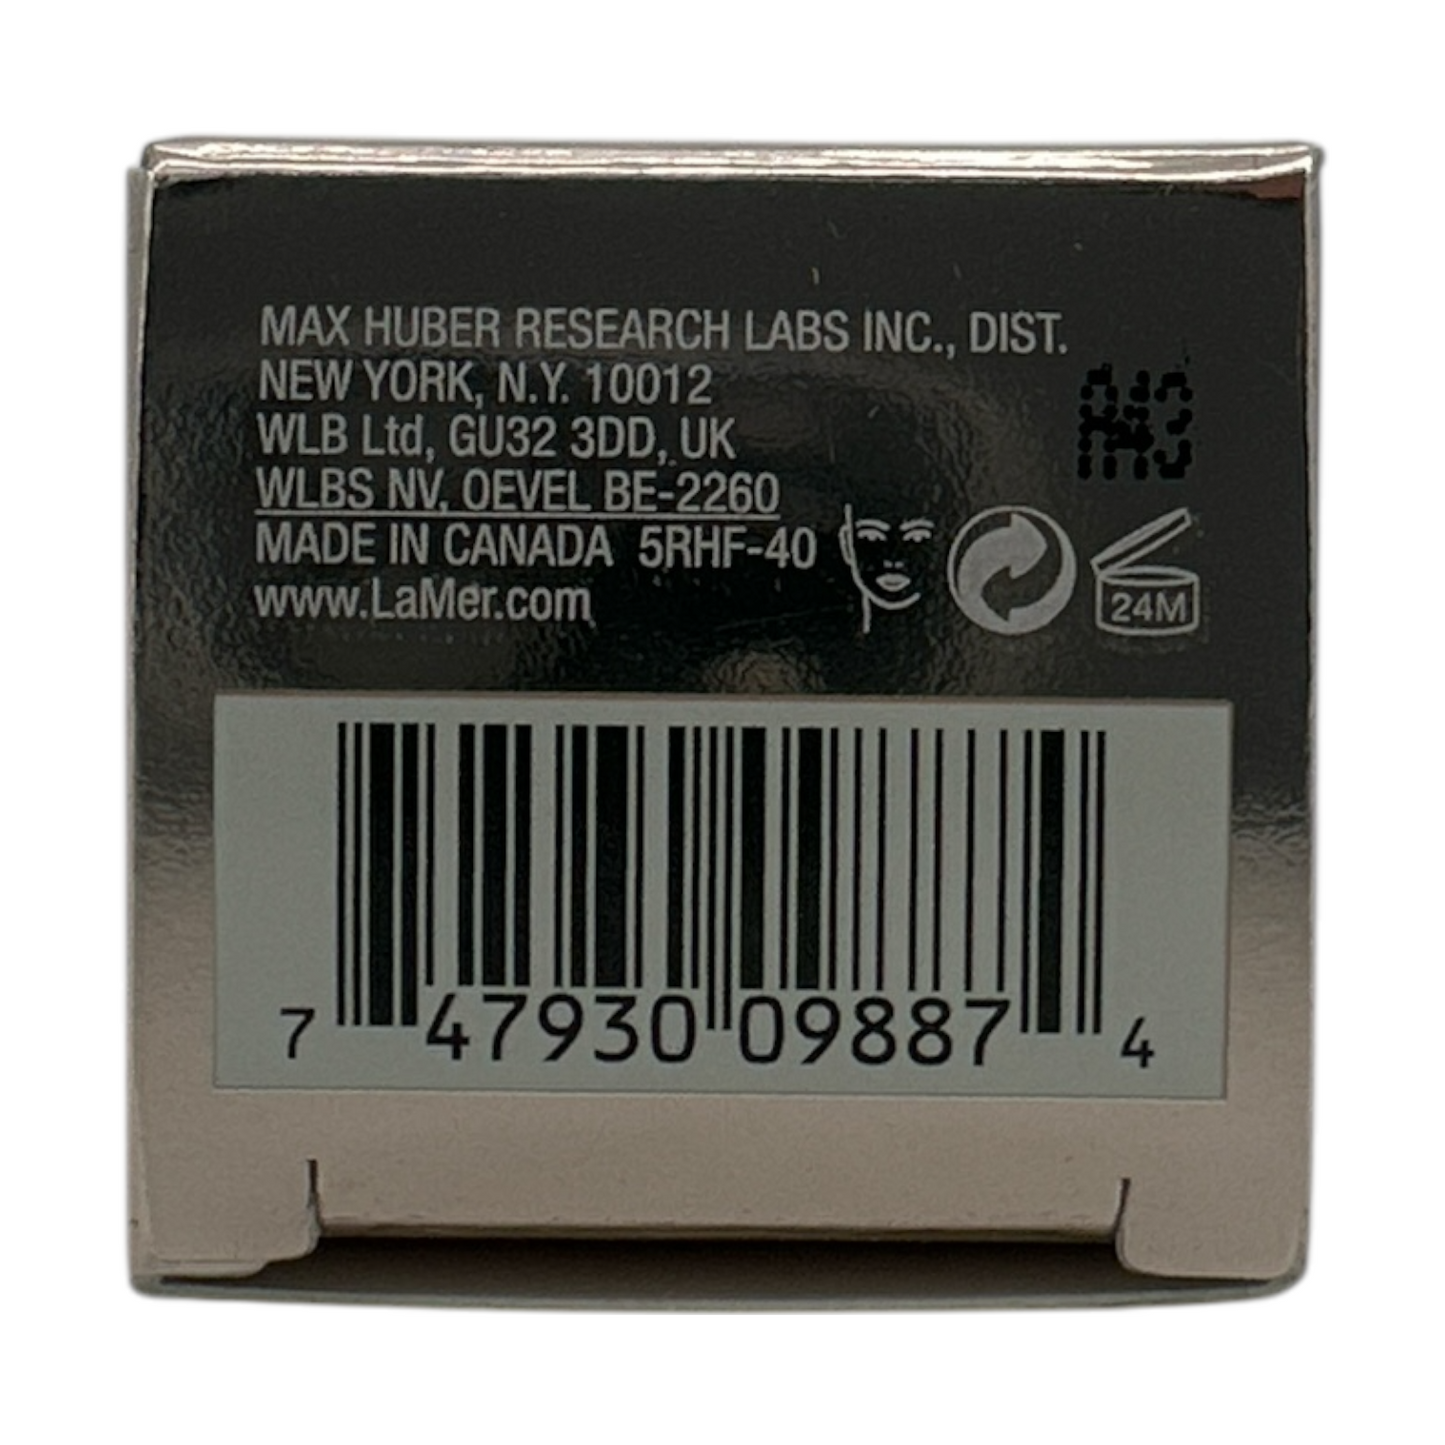 MAX HUBER RESEARCH LABS INC., DIST.
NEW YORK, N.Y. 10012
WLB Ltd, GU32 3DD, UK
WLBS NV, OEVEL BE-2260
MADE IN CANADA 5RHF-40
www.LaMer.com
24M
7 47930 09887 4